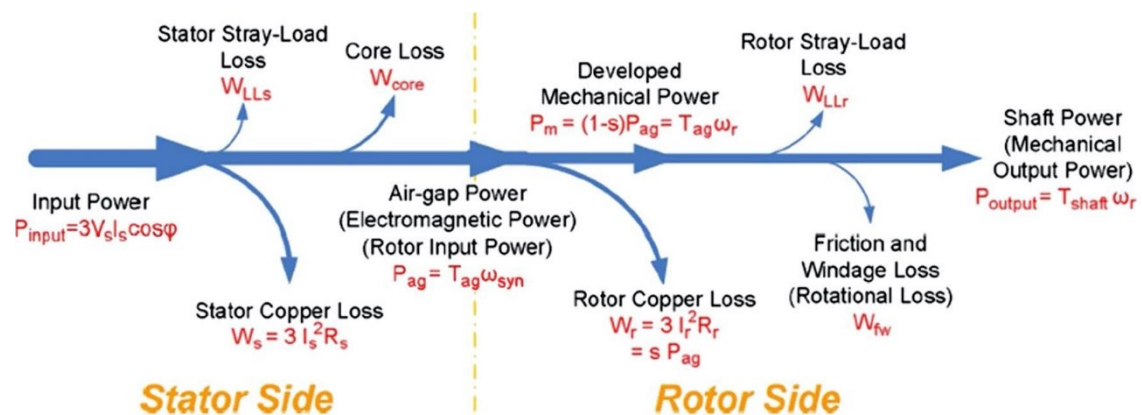 Stator Stray-Load
Loss
W_LLs
Core Loss
W_core
Developed
Mechanical Power
P_m = (1-s)P_ag = T_ag ω_r
Rotor Stray-Load
Loss
W_LLr
Shaft Power
(Mechanical
Output Power)
P_output = T_shaft ω_r
Input Power
P_input=3V_sI_scosφ
Air-gap Power
(Electromagnetic Power)
(Rotor Input Power)
P_ag = T_ag ω_syn
Stator Copper Loss
W_s = 3 I_s^2R_s
Rotor Copper Loss
W_r = 3 I_r^2R_r
= s P_ag
Friction and
Windage Loss
(Rotational Loss)
W_fw
Stator Side
Rotor Side